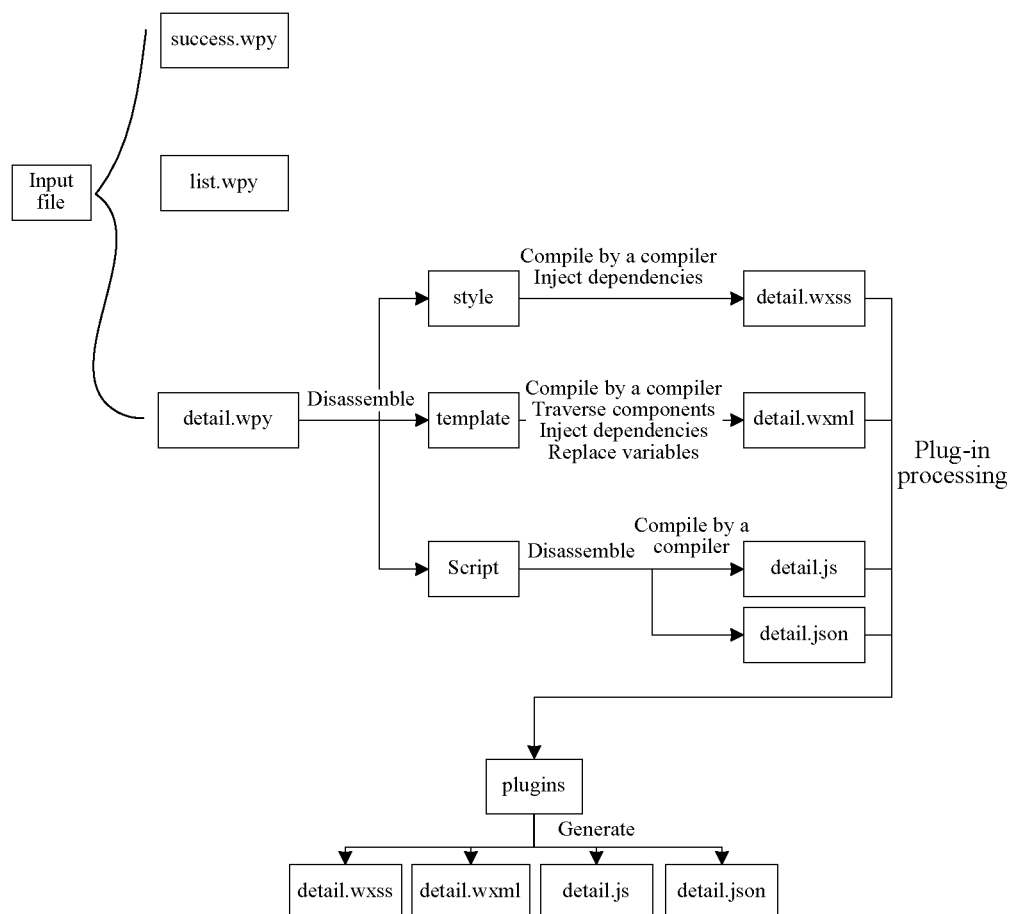 success.wpy
Input
file
list.wpy
Compile by a compiler
Inject dependencies
style
detail.wxss
detail.wpy
Disassemble
template
Compile by a compiler
Traverse components
Inject dependencies
Replace variables
detail.wxml
Plug-in
processing
Script
Disassemble
Compile by a
compiler
detail.js
detail.json
plugins
Generate
detail.wxss
detail.wxml
detail.js
detail.json